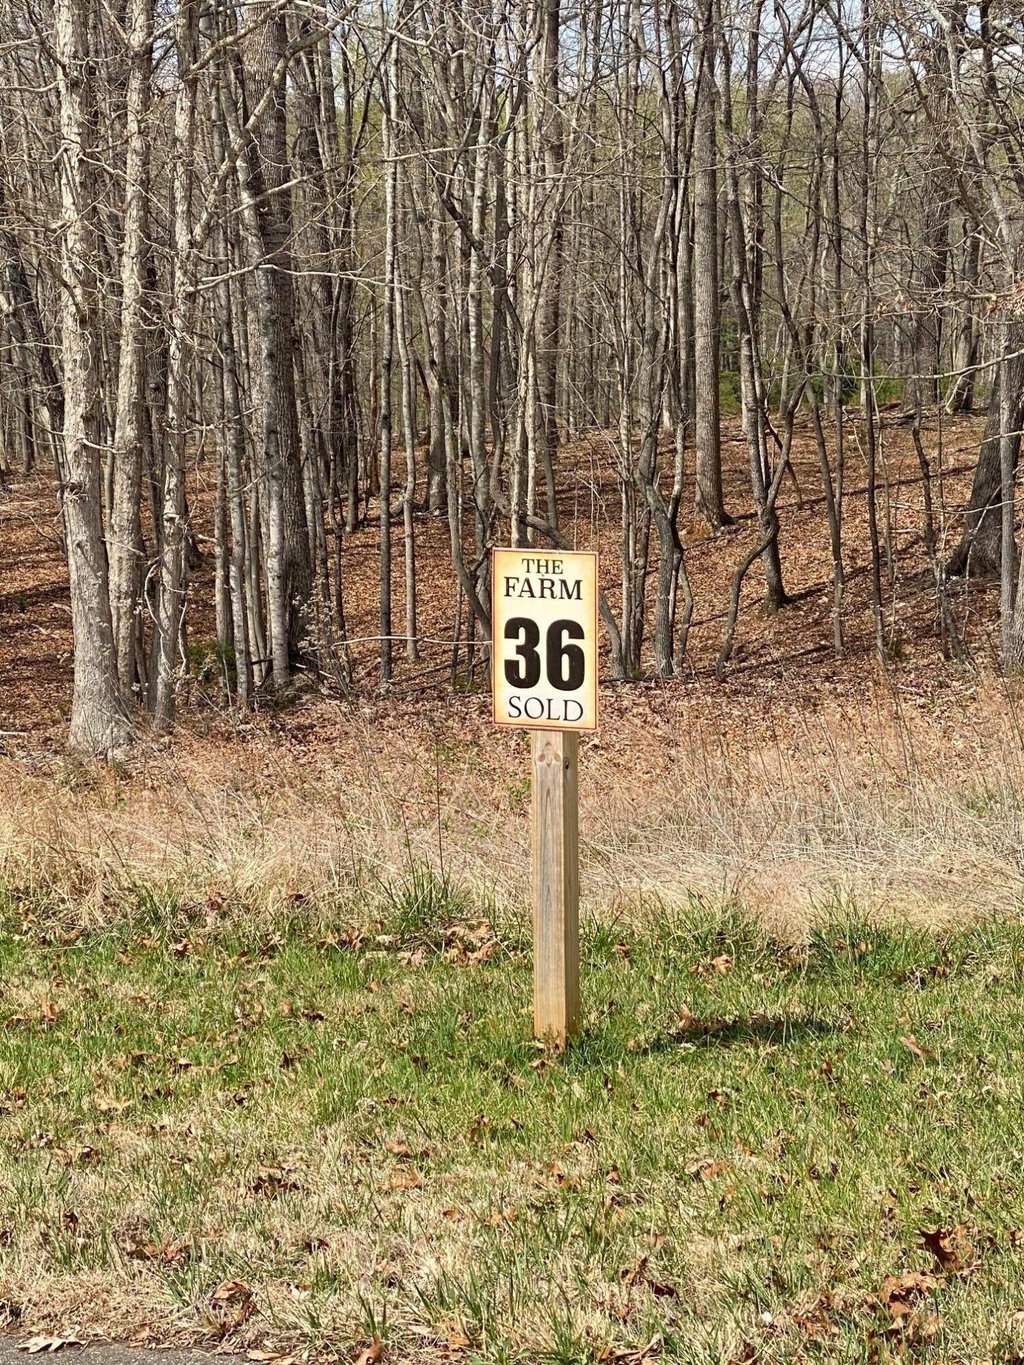 THE
FARM
36
SOLD